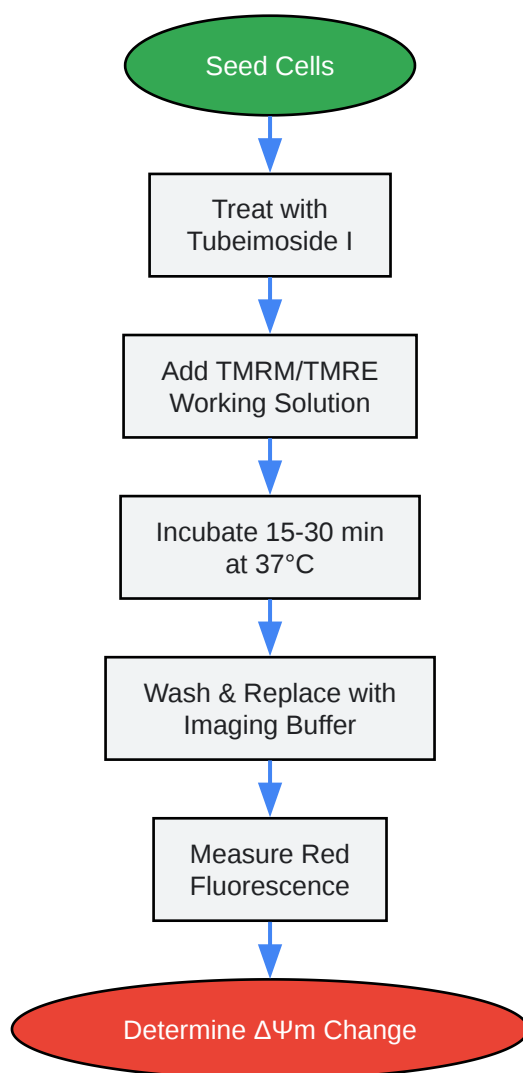 Seed Cells
Treat with
Tubeimoside I
Add TMRM/TMRE
Working Solution
Incubate 15-30 min
at 37°C
Wash & Replace with
Imaging Buffer
Measure Red
Fluorescence
Determine ΔΨm Change